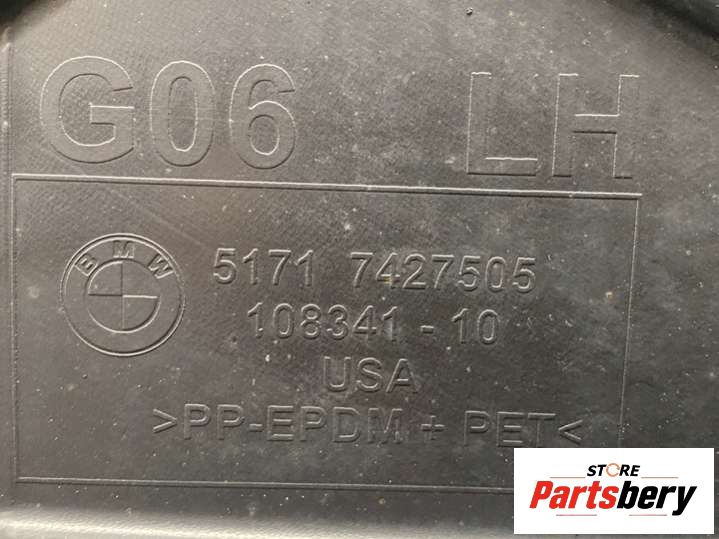 G06 LH
BMW
5171 7427505
108341 - 10
USA
>PP-EPDM + PET<
STORE
Partsbery